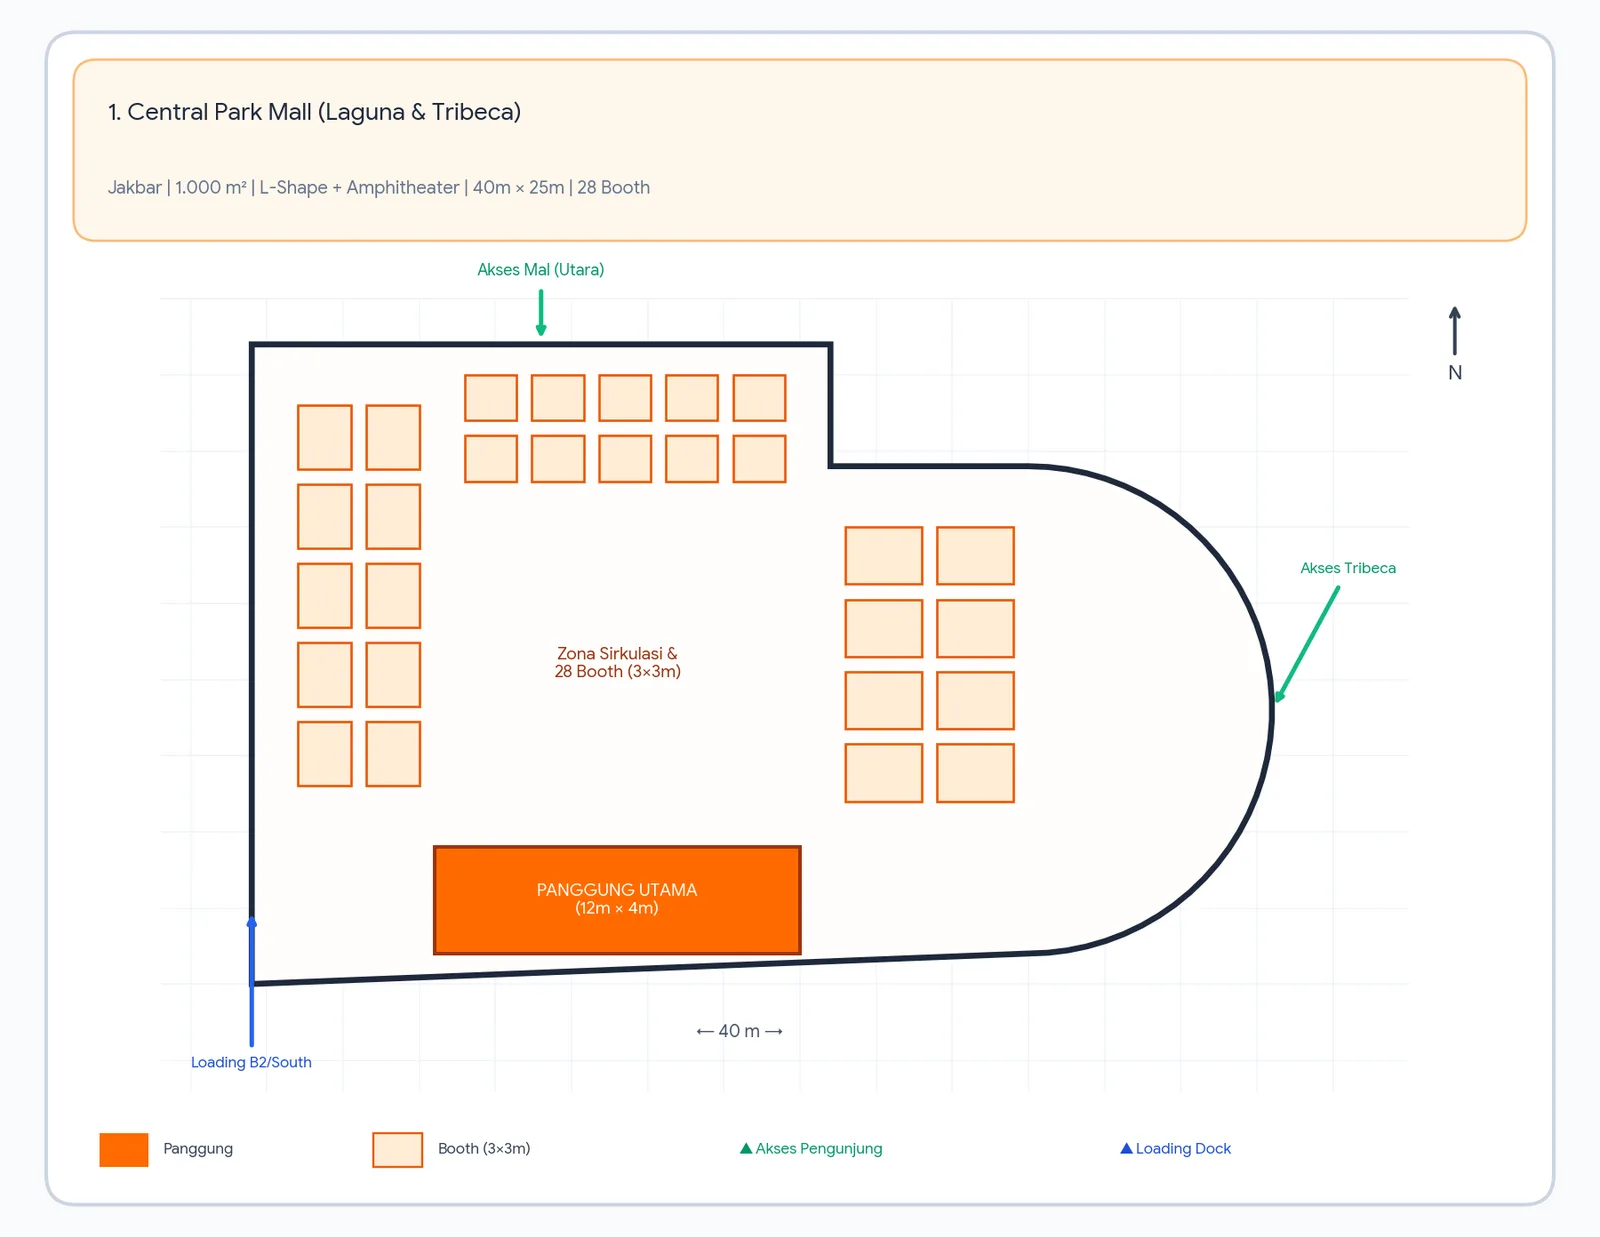 1. Central Park Mall (Laguna & Tribeca)
Jakbar | 1.000 m² | L-Shape + Amphitheater | 40m × 25m | 28 Booth
Akses Mal (Utara)
N
Akses Tribeca
Zona Sirkulasi &
28 Booth (3×3m)
PANGGUNG UTAMA
(12m × 4m)
← 40 m →
Loading B2/South
Panggung
Booth (3×3m)
▲ Akses Pengunjung
▲ Loading Dock